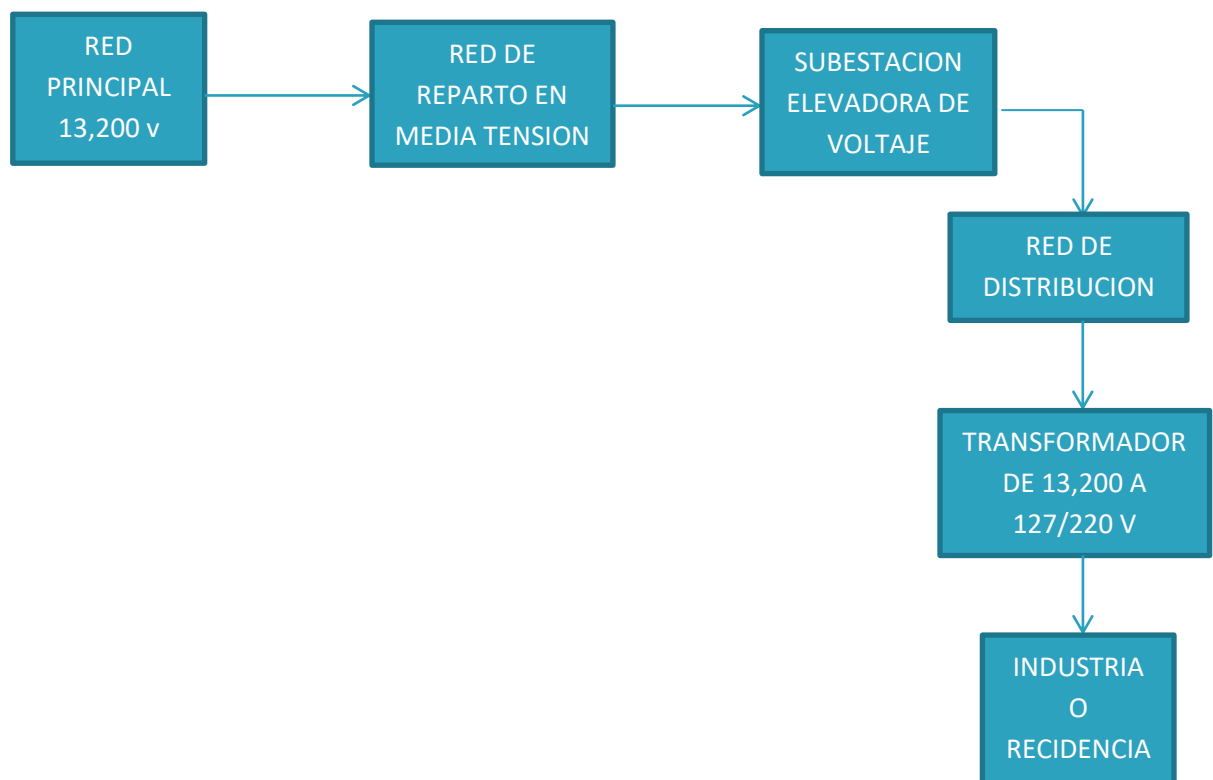 RED
PRINCIPAL
13,200 v
RED DE
REPARTO EN
MEDIA TENSION
SUBESTACION
ELEVADORA DE
VOLTAJE
RED DE
DISTRIBUCION
TRANSFORMADOR
DE 13,200 A
127/220 V
INDUSTRIA
O
RECIDENCIA